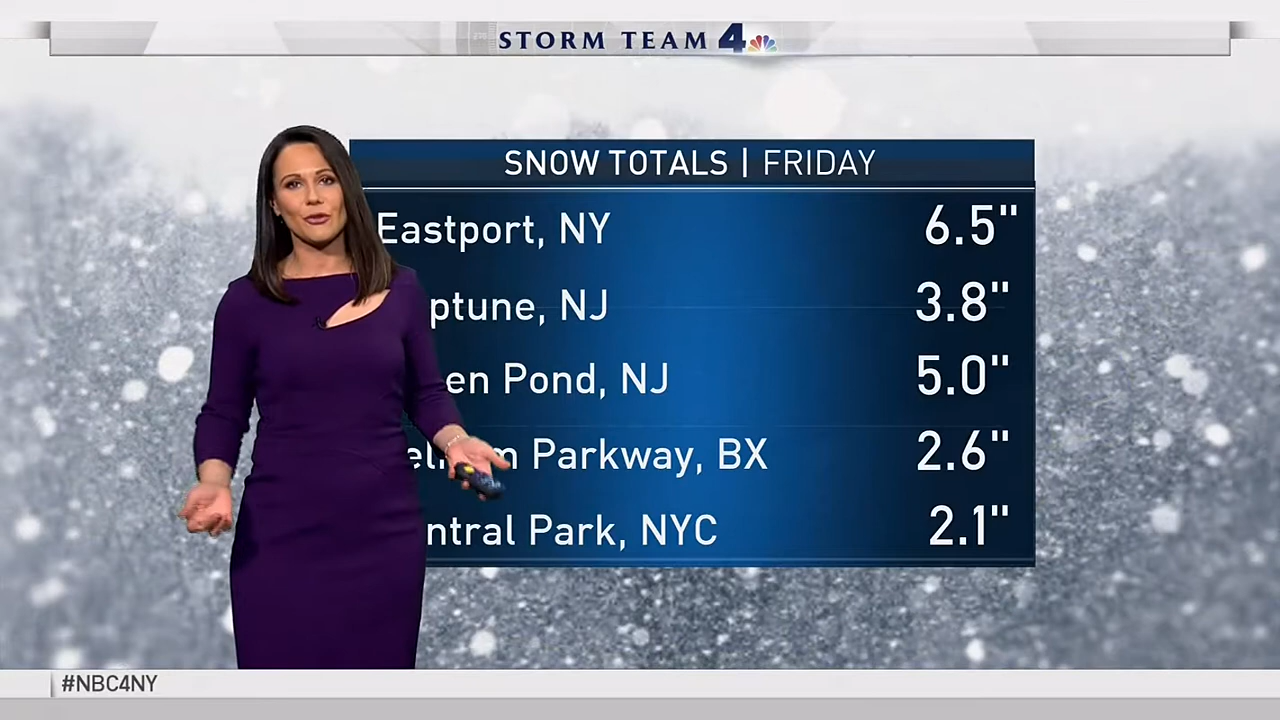 STORM TEAM 4
SNOW TOTALS | FRIDAY
Eastport, NY 6.5"
ptune, NJ 3.8"
en Pond, NJ 5.0"
Parkway, BX 2.6"
ntral Park, NYC 2.1"
#NBC4NY